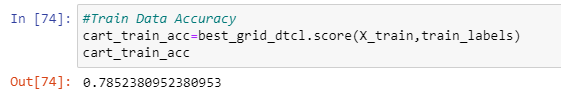 In [74]: #Train Data Accuracy
cart_train_acc=best_grid_dtcl.score(X_train,train_labels)
cart_train_acc
Out[74]: 0.7852380952380953